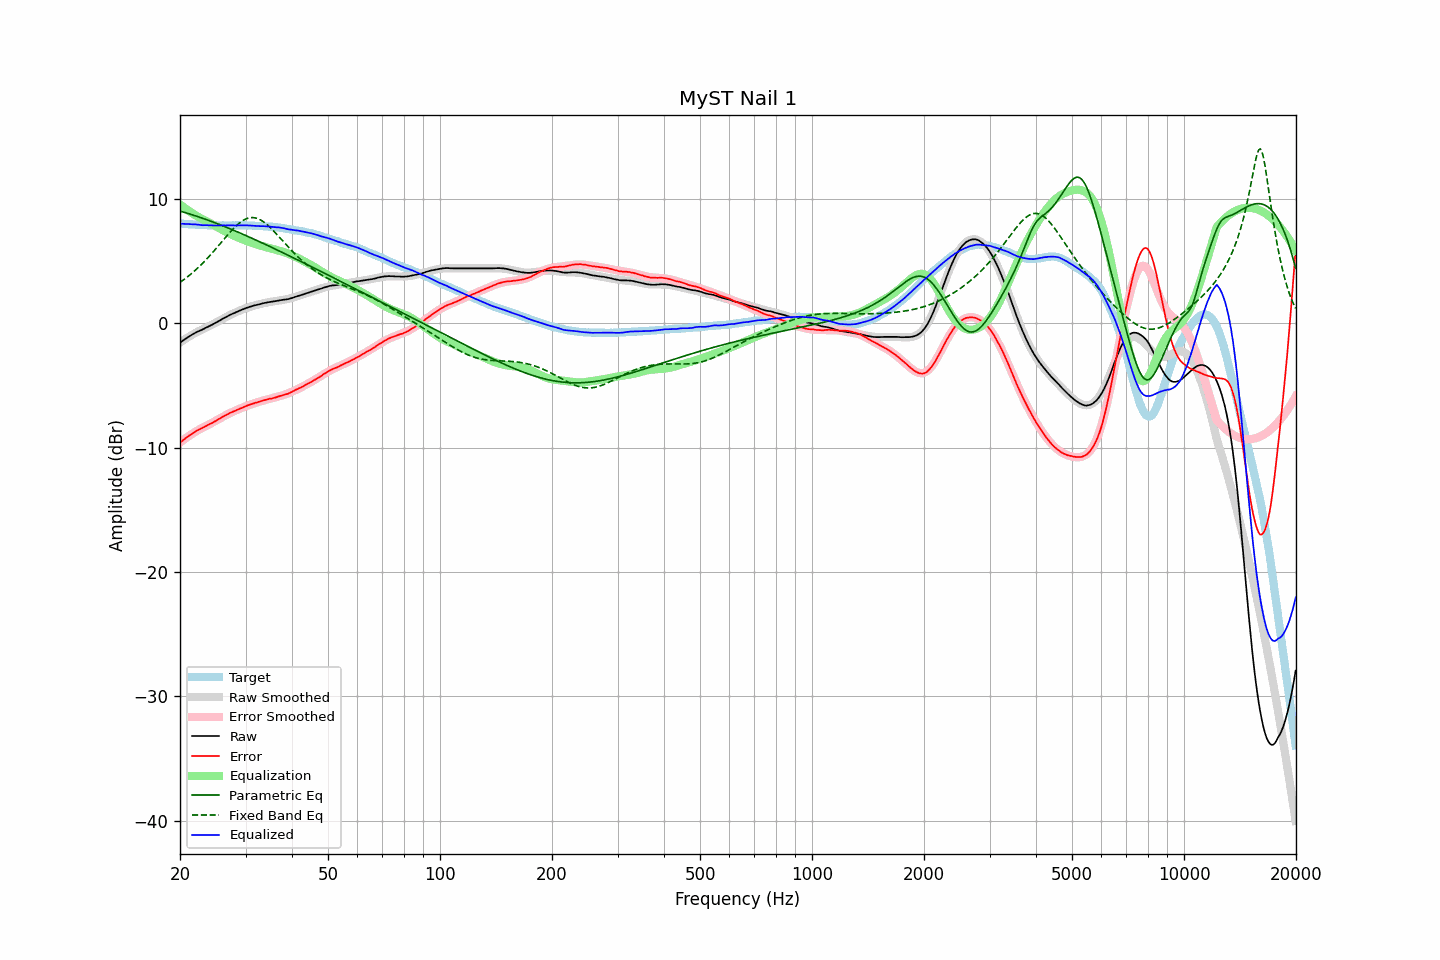 MyST Nail 1
10
0
−10
−20
−30
−40
Amplitude (dBr)
Target
Raw Smoothed
Error Smoothed
Raw
Error
Equalization
Parametric Eq
Fixed Band Eq
Equalized
20 50 100 200 500 1000 2000 5000 10000 20000
Frequency (Hz)